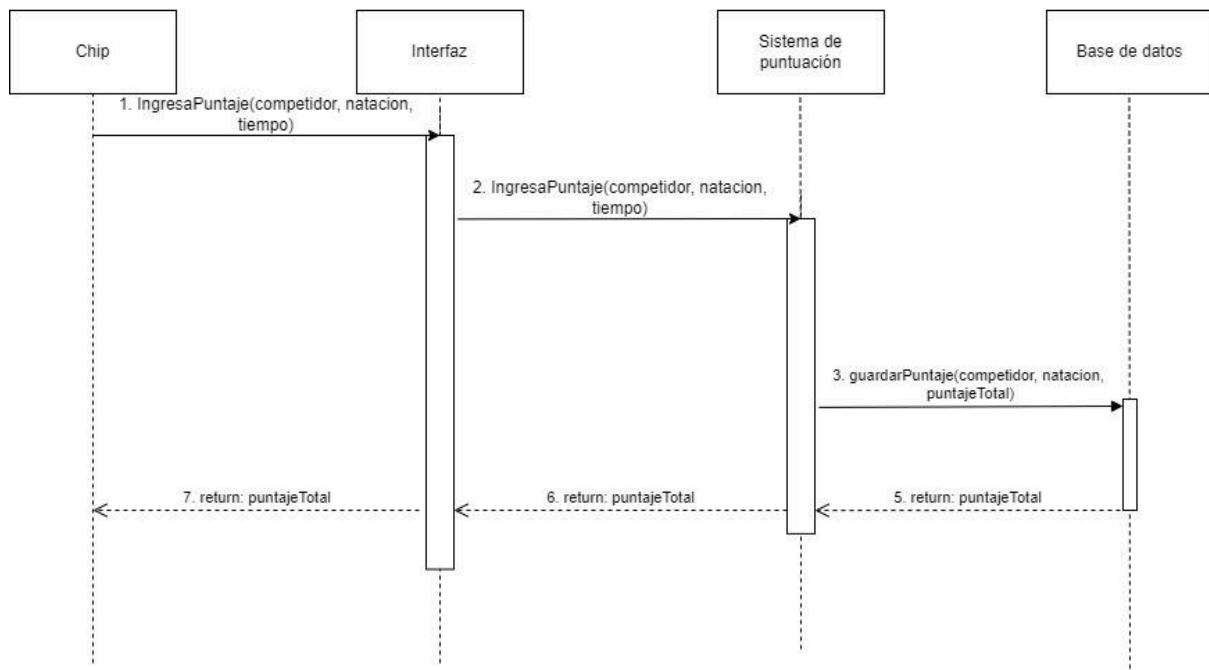 Chip
Interfaz
Sistema de
puntuación
Base de datos
1. IngresaPuntaje(competidor, natacion,
tiempo)
2. IngresaPuntaje(competidor, natacion,
tiempo)
3. guardarPuntaje(competidor, natacion,
puntajeTotal)
7. return: puntajeTotal
6. return: puntajeTotal
5. return: puntajeTotal